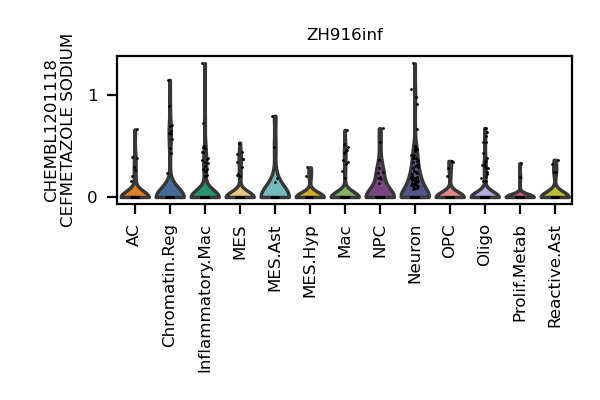 ZH916inf
CHEMBL1201118
CEFMETAZOLE SODIUM
1
0
AC
Chromatin.Reg
Inflammatory.Mac
MES
MES.Ast
MES.Hyp
Mac
NPC
Neuron
OPC
Oligo
Prolif.Metab
Reactive.Ast